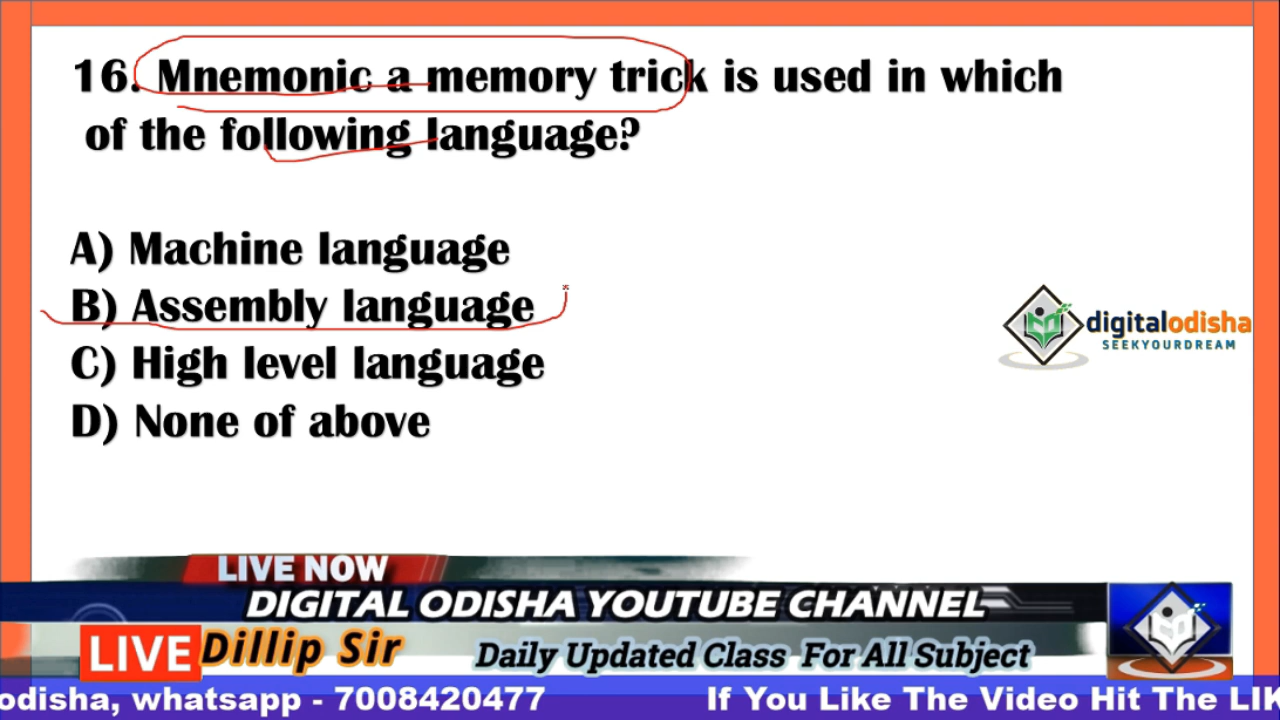 16. Mnemonic a memory trick is used in which
of the following language?
A) Machine language
B) Assembly language
C) High level language
D) None of above
digitalodisha
SEEKYOURDREAM
LIVE NOW
DIGITAL ODISHA YOUTUBE CHANNEL
LIVE Dillip Sir
Daily Updated Class For All Subject
odisha, whatsapp - 7008420477 If You Like The Video Hit The LIK